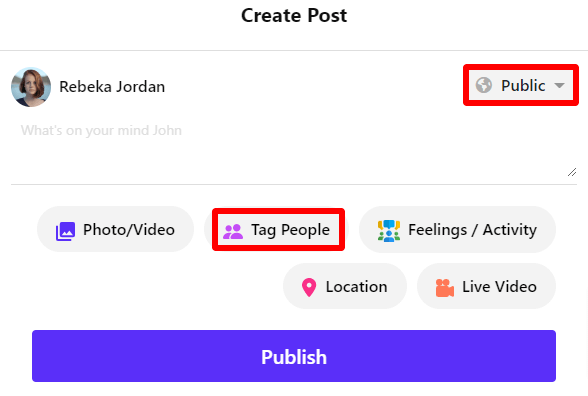 Create Post
Rebeka Jordan
Public
What's on your mind John
Photo/Video
Tag People
Feelings / Activity
Location
Live Video
Publish